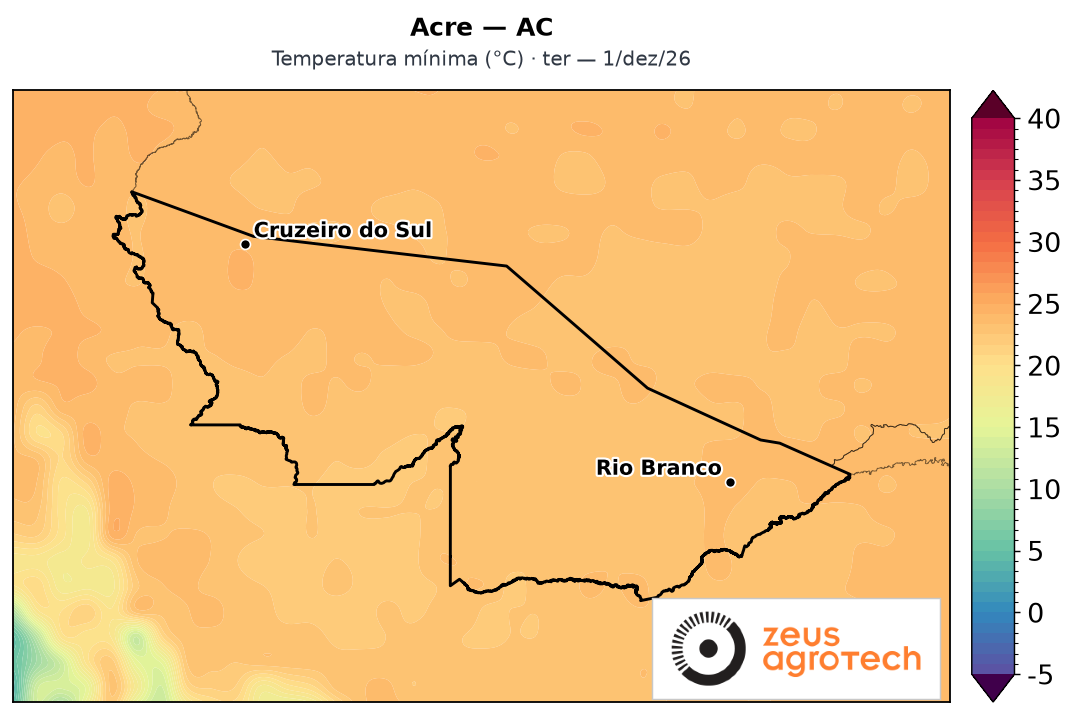 Acre — AC
Temperatura mínima (°C) · ter — 1/dez/26
Cruzeiro do Sul
Rio Branco
40
35
30
25
20
15
10
5
0
-5
zeus
agrotech